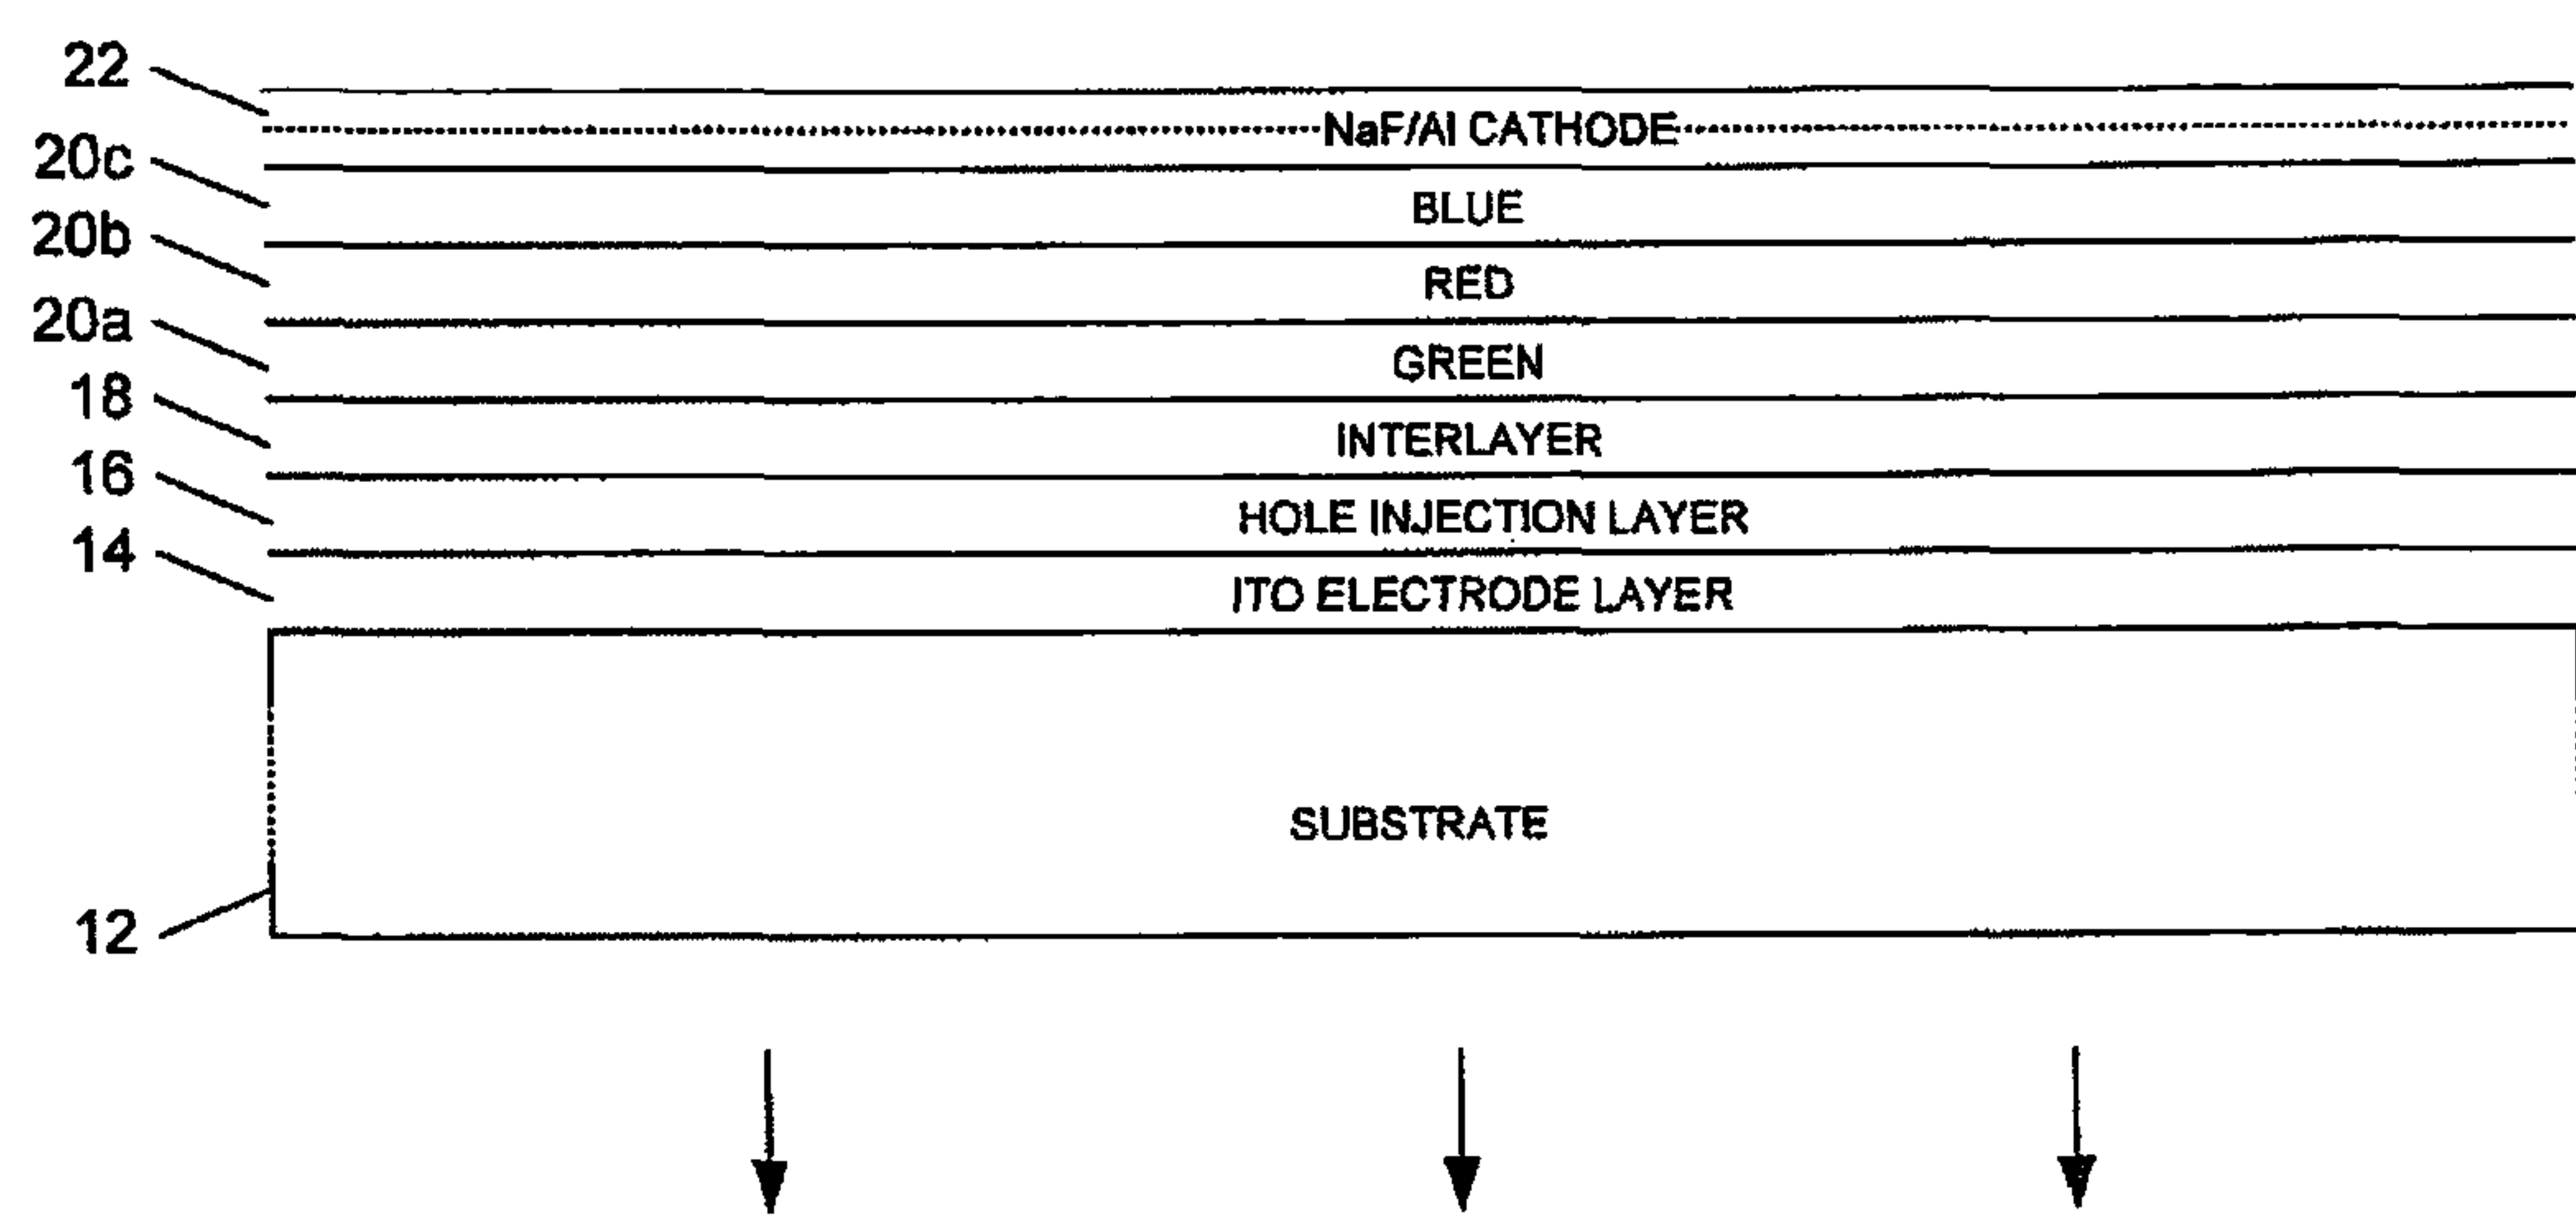 22
NaF/Al CATHODE
20c
BLUE
20b
RED
20a
GREEN
18
INTERLAYER
16
HOLE INJECTION LAYER
14
ITO ELECTRODE LAYER
SUBSTRATE
12